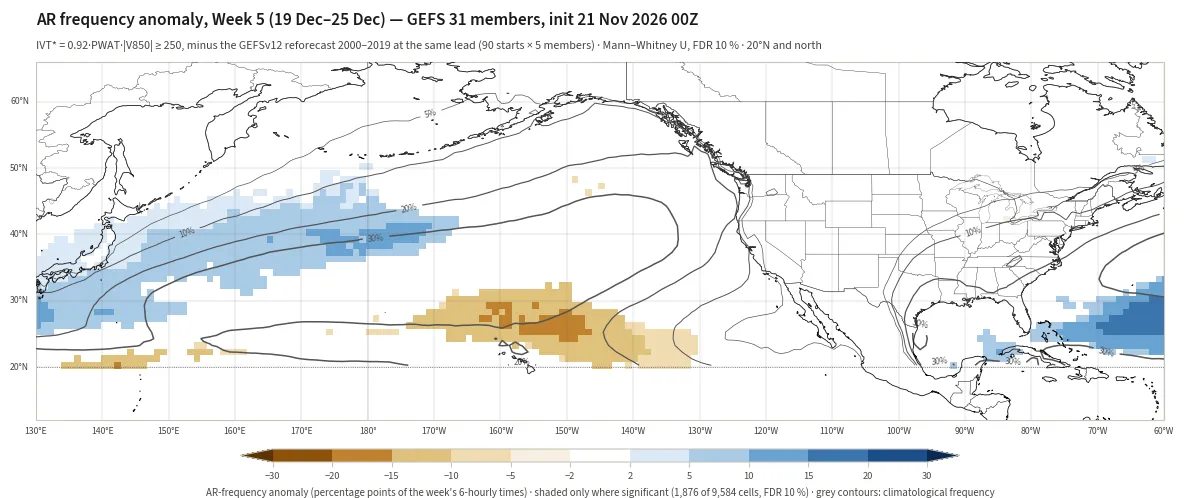 AR frequency anomaly, Week 5 (19 Dec–25 Dec) — GEFS 31 members, init 21 Nov 2026 00Z
IVT* = 0.92·PWAT·|V850| ≥ 250, minus the GEFSv12 reforecast 2000–2019 at the same lead (90 starts × 5 members) · Mann–Whitney U, FDR 10 % · 20°N and north
60°N
5%
50°N
20%
10%
10%
40°N
30%
30°N
30%
30%
30%
20°N
130°E 140°E 150°E 160°E 170°E 180° 170°W 160°W 150°W 140°W 130°W 120°W 110°W 100°W 90°W 80°W 70°W 60°W
−30 −20 −15 −10 −5 −2 2 5 10 15 20 30
AR-frequency anomaly (percentage points of the week's 6-hourly times) · shaded only where significant (1,876 of 9,584 cells, FDR 10 %) · grey contours: climatological frequency